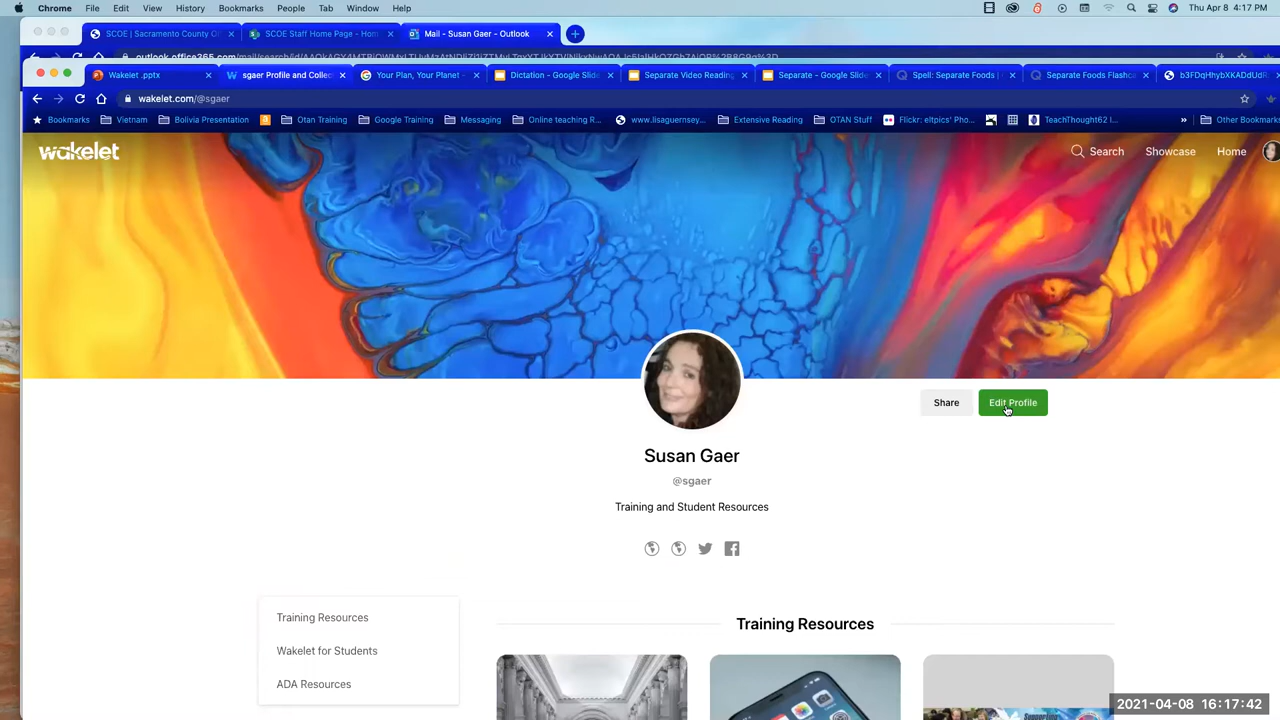 Chrome File Edit View History Bookmarks People Tab Window Help Thu Apr 8 4:17 PM
SCOE | Sacramento County O SCOE Staff Home Page - Hom Mail - Susan Gaer - Outlook
Wakelet .pptx sgaer Profile and Collec Your Plan, Your Planet - Dictation - Google Slide Separate Video Reading Separate - Google Slide Spell: Separate Foods | Separate Foods Flashca
wakelet.com/@sgaer
Bookmarks Vietnam Bolivia Presentation Otan Training Google Training Messaging Online teaching R... www.lisaguernsey... Extensive Reading OTAN Stuff Flickr: eltpics' Pho... TeachThought62 I... » Other Bookmarks
wakelet Search Showcase Home
Share Edit Profile
Susan Gaer
@sgaer
Training and Student Resources
Training Resources
Wakelet for Students
ADA Resources
Training Resources
Supporting
2021-04-08 16:17:42